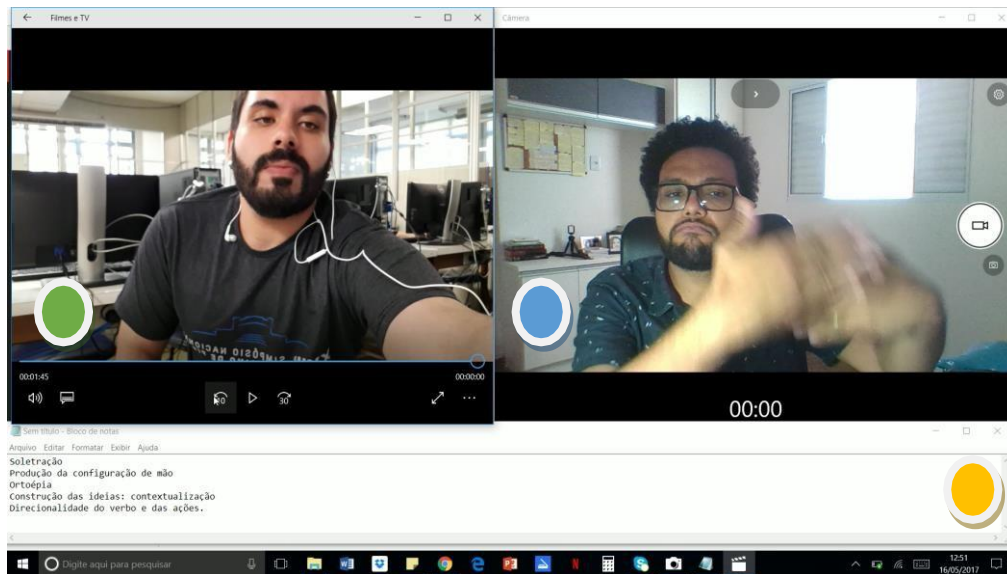 Filmes e TV
Câmera
00:01:45
00:00:00
30
00:00
Sem título - Bloco de notas
Arquivo Editar Formatar Exibir Ajuda
Soletração
Produção da configuração de mão
Ortoépia
Construção das ideias: contextualização
Direcionalidade do verbo e das ações.
Digite aqui para pesquisar
12:51
16/05/2017